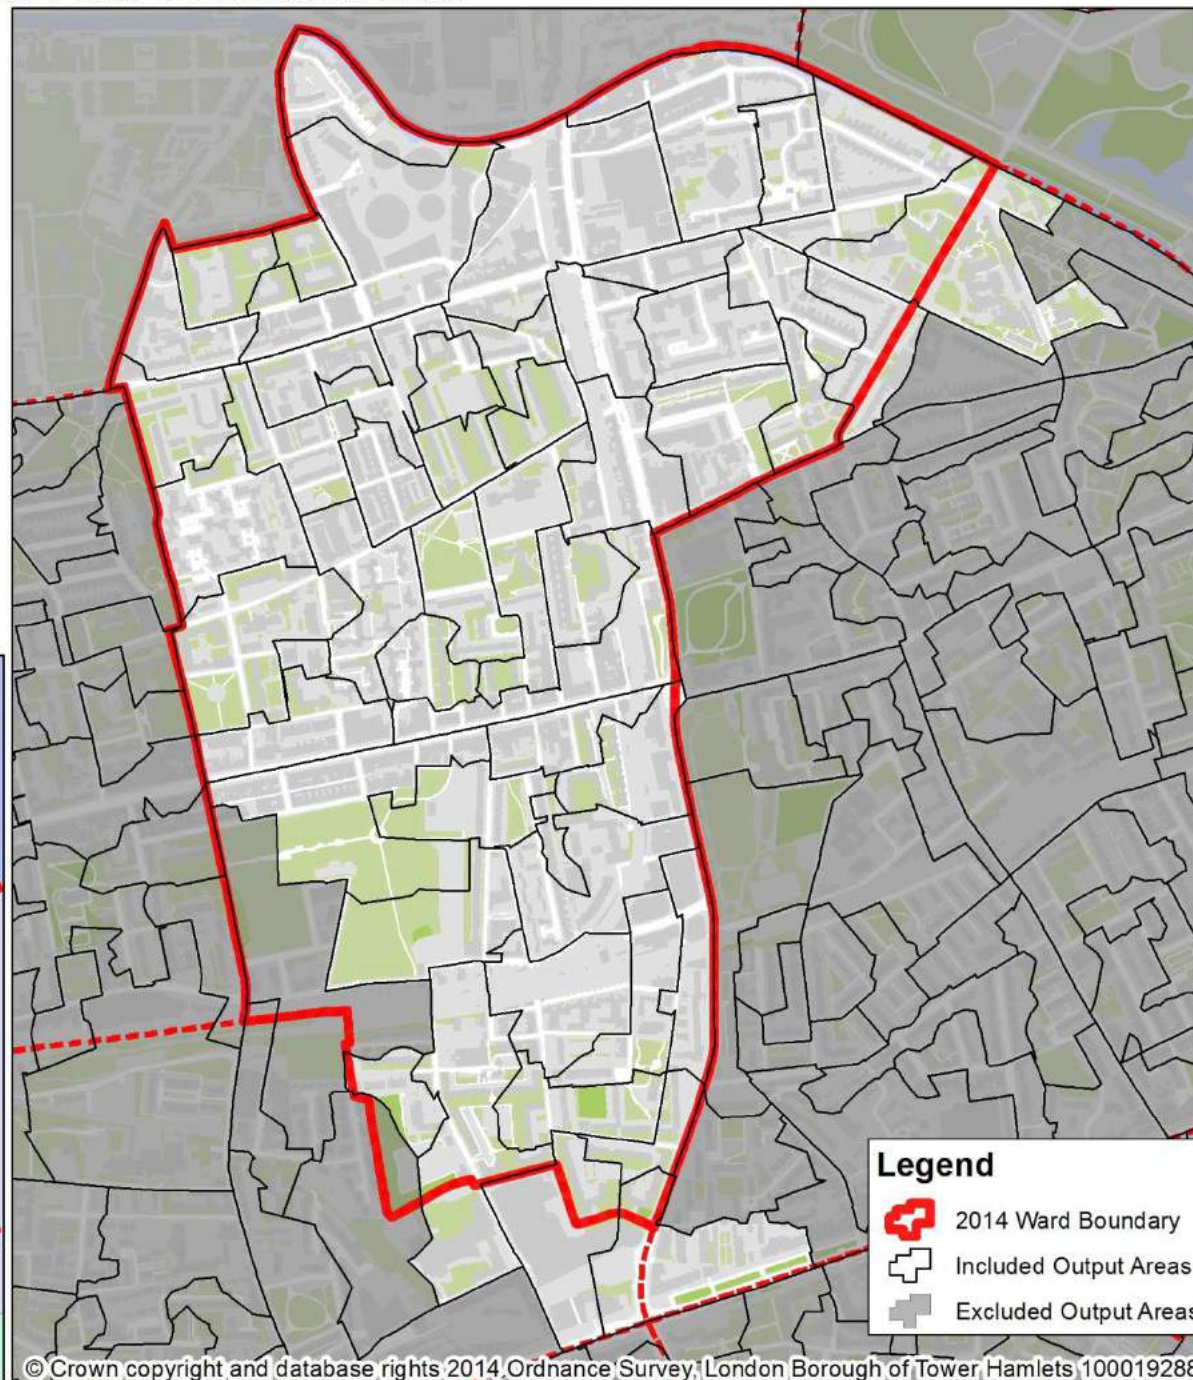 Legend
2014 Ward Boundary
Included Output Areas
Excluded Output Areas
© Crown copyright and database rights 2014 Ordnance Survey, London Borough of Tower Hamlets 100019288